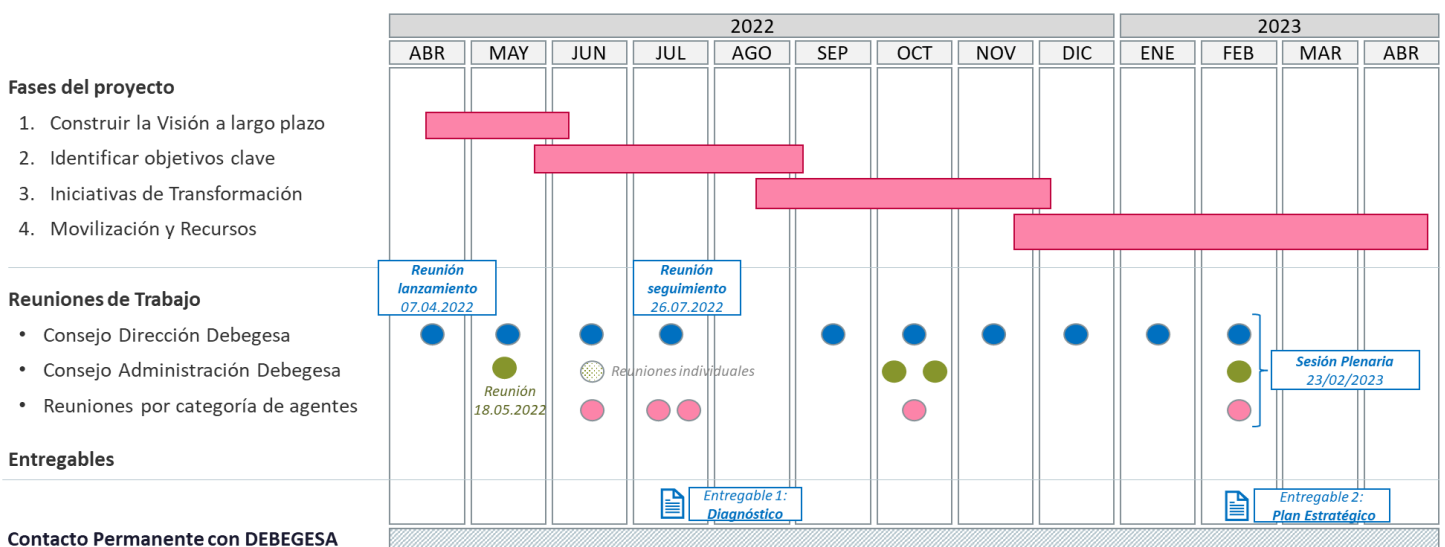 2022
2023
ABR
MAY
JUN
JUL
AGO
SEP
OCT
NOV
DIC
ENE
FEB
MAR
ABR
Fases del proyecto
1. Construir la Visión a largo plazo
2. Identificar objetivos clave
3. Iniciativas de Transformación
4. Movilización y Recursos
Reunión
lanzamiento
07.04.2022
Reunión
seguimiento
26.07.2022
Reuniones de Trabajo
• Consejo Dirección Debegesa
• Consejo Administración Debegesa
Reuniones individuales
Sesión Plenaria
23/02/2023
Reunión
18.05.2022
• Reuniones por categoría de agentes
Entregables
Entregable 1:
Diagnóstico
Entregable 2:
Plan Estratégico
Contacto Permanente con DEBEGESA